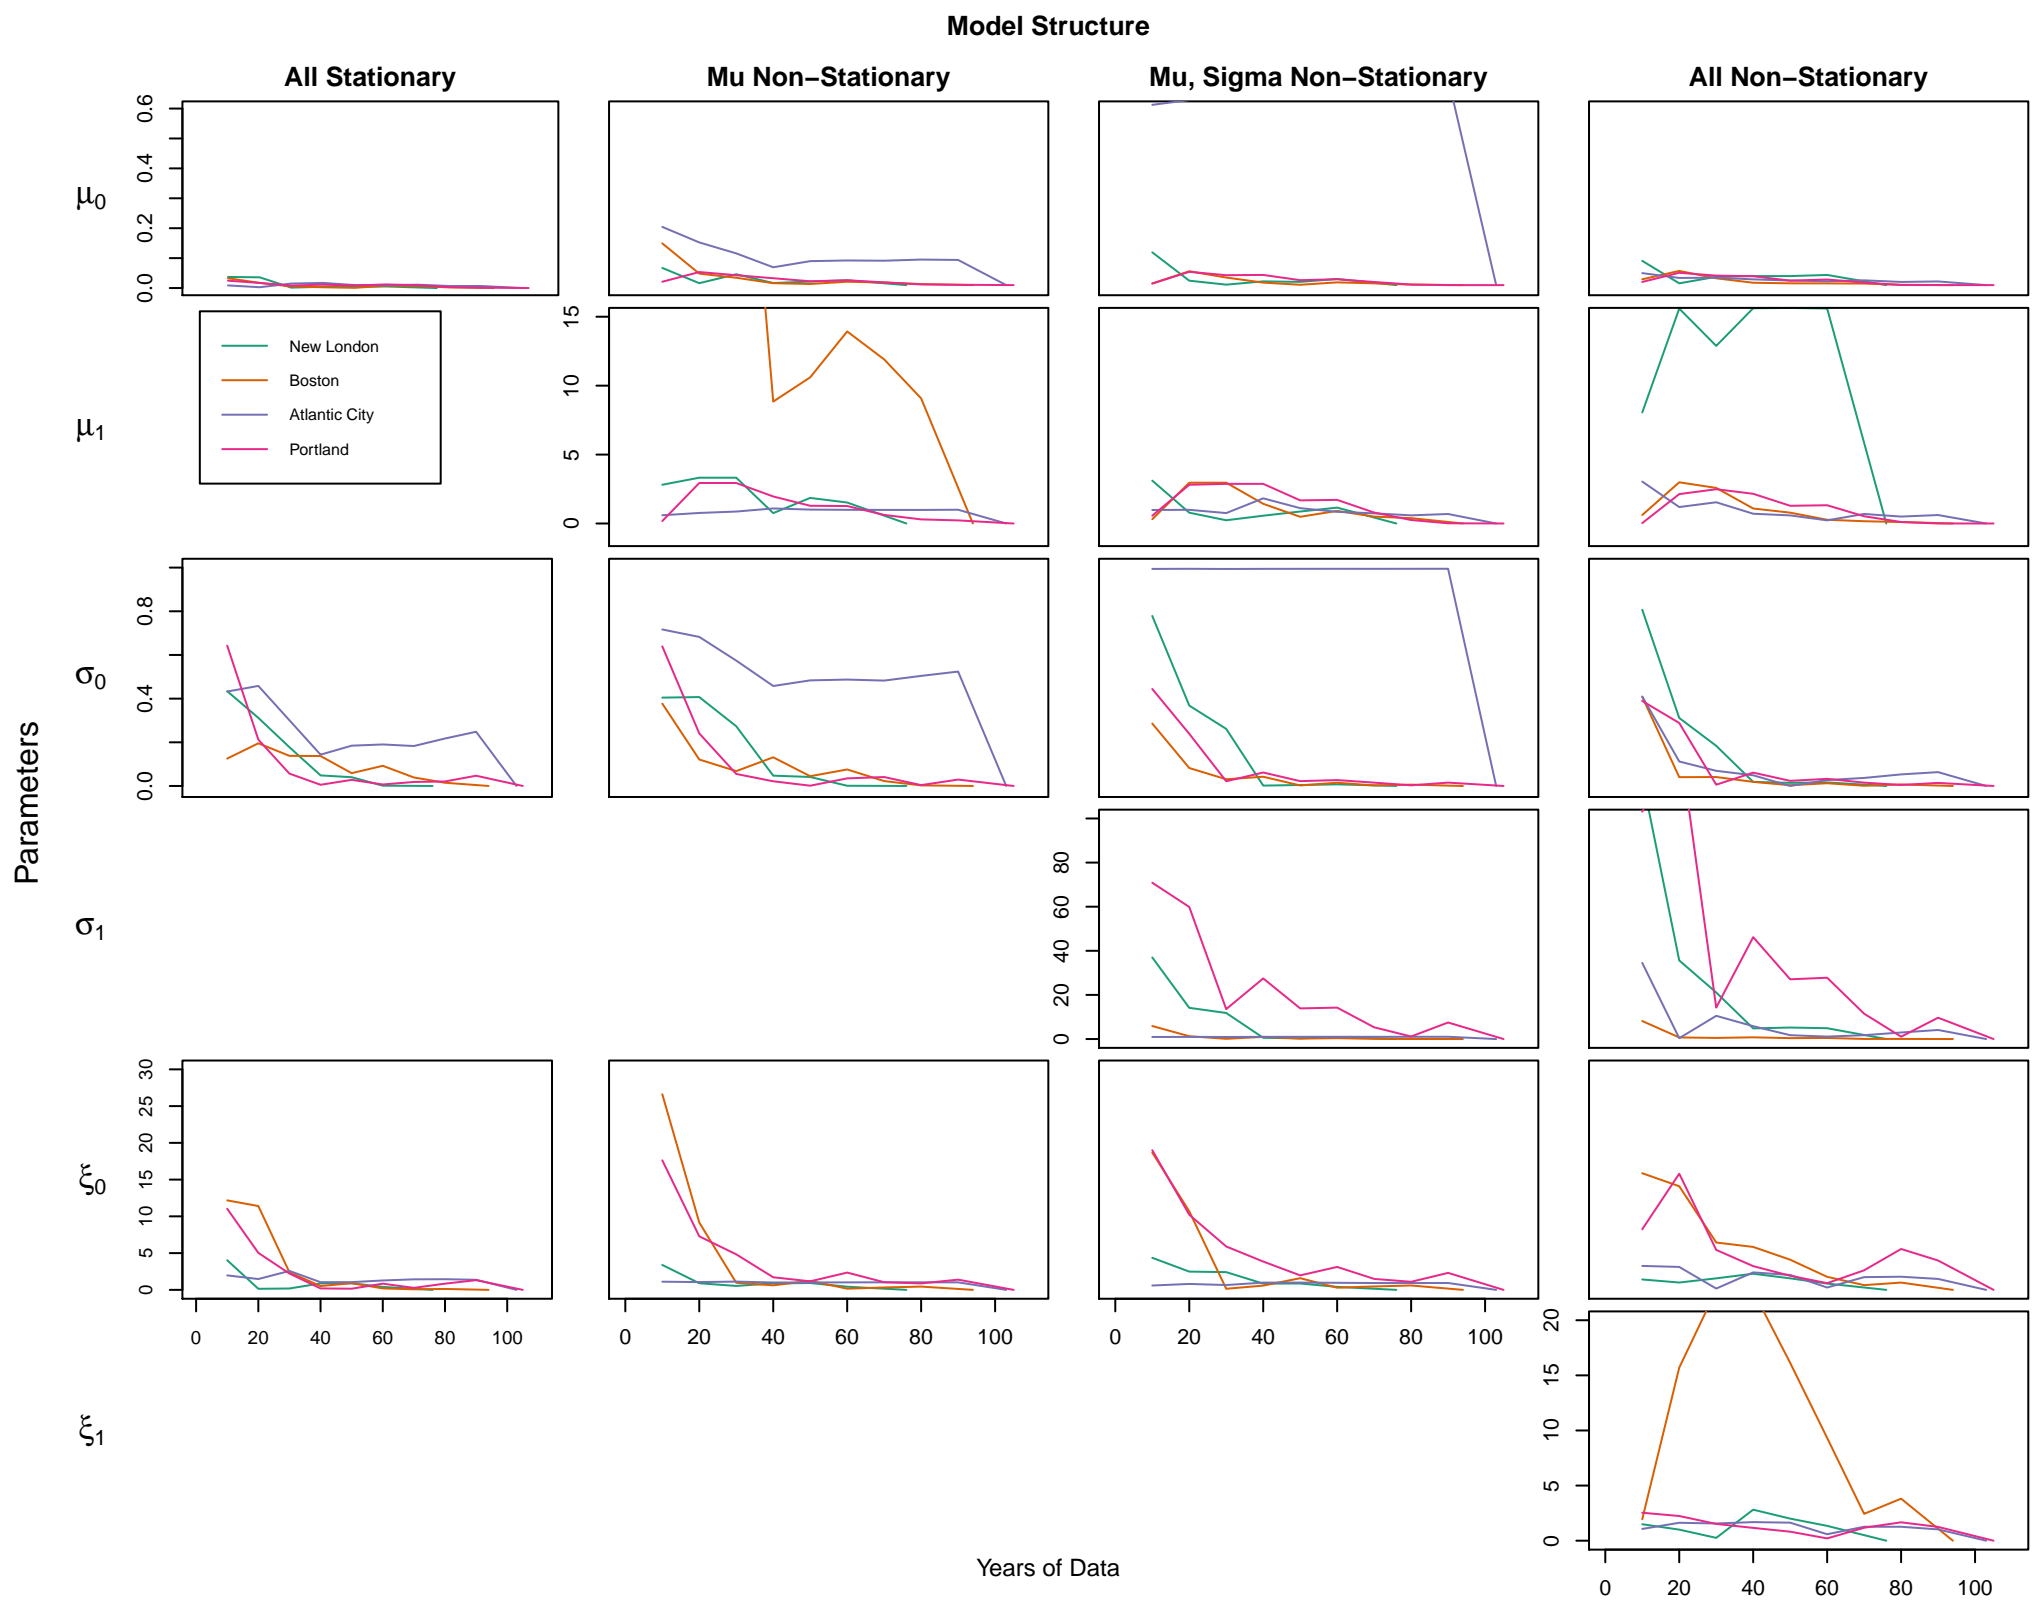 Model Structure
All Stationary Mu Non−Stationary Mu, Sigma Non−Stationary All Non−Stationary
μ0 0.0 0.2 0.4 0.6
μ1 0 5 10 15
New London
Boston
Atlantic City
Portland
Parameters
σ0 0.0 0.4 0.8
σ1 0 20 40 60 80
ξ0 0 5 10 15 20 25 30
0 20 40 60 80 100 0 20 40 60 80 100 0 20 40 60 80 100
ξ1 0 5 10 15 20
0 20 40 60 80 100
Years of Data